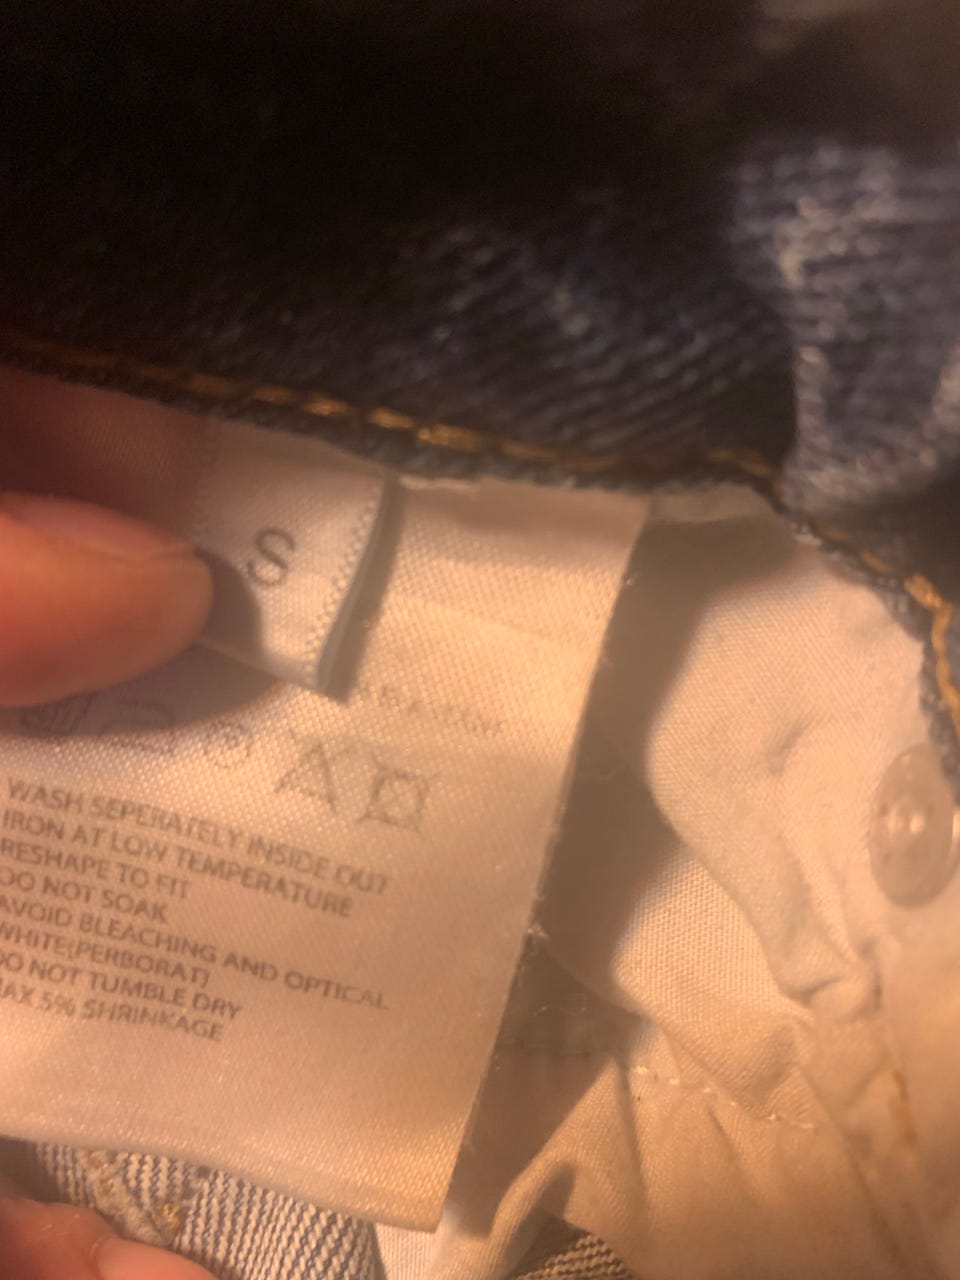 S
WASH SEPERATELY INSIDE OUT
IRON AT LOW TEMPERATURE
RESHAPE TO FIT
DO NOT SOAK
AVOID BLEACHING AND OPTICAL
WHITE(PERBORAT)
DO NOT TUMBLE DRY
MAX.5% SHRINKAGE